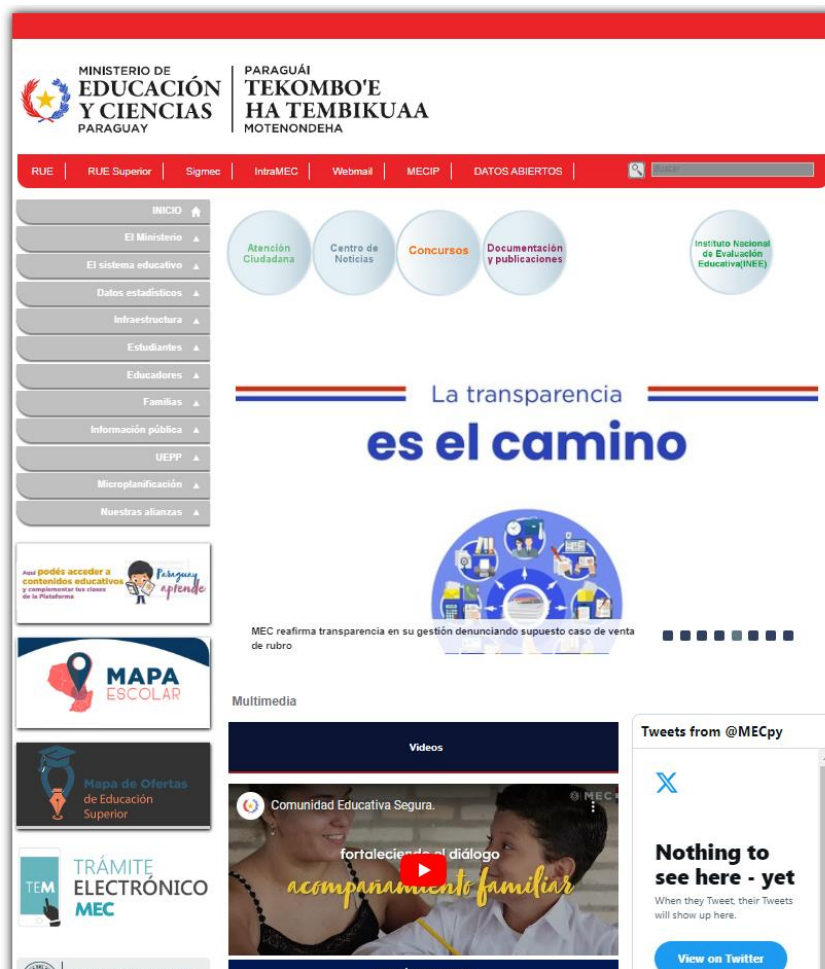 MINISTERIO DE
EDUCACIÓN
Y CIENCIAS
PARAGUAY
PARAGUÁI
TEKOMBO'E
HA TEMBIKUAA
MOTENONDEHA
RUE
RUE Superior
Sigmec
IntraMEC
Webmail
MECIP
DATOS ABIERTOS
Buscar
INICIO
El Ministerio
El sistema educativo
Datos estadísticos
Infraestructura
Estudiantes
Educadores
Familias
Información pública
UEPP
Microplanificación
Nuestras alianzas
Atención
Ciudadana
Centro de
Noticias
Concursos
Documentación
y publicaciones
Instituto Nacional
de Evaluación
Educativa(INEE)
La transparencia
es el camino
MEC reafirma transparencia en su gestión denunciando supuesto caso de venta
de rubro
Aquí podés acceder a
contenidos educativos
y complementar tus clases
de la Plataforma
Paraguay
aprende
MAPA
ESCOLAR
Mapa de Ofertas
de Educación
Superior
TEM
TRÁMITE
ELECTRÓNICO
MEC
Multimedia
Videos
Comunidad Educativa Segura.
MEC
fortaleciendo el diálogo
acompañamiento familiar
Tweets from @MECpy
Nothing to
see here - yet
When they Tweet, their Tweets
will show up here.
View on Twitter